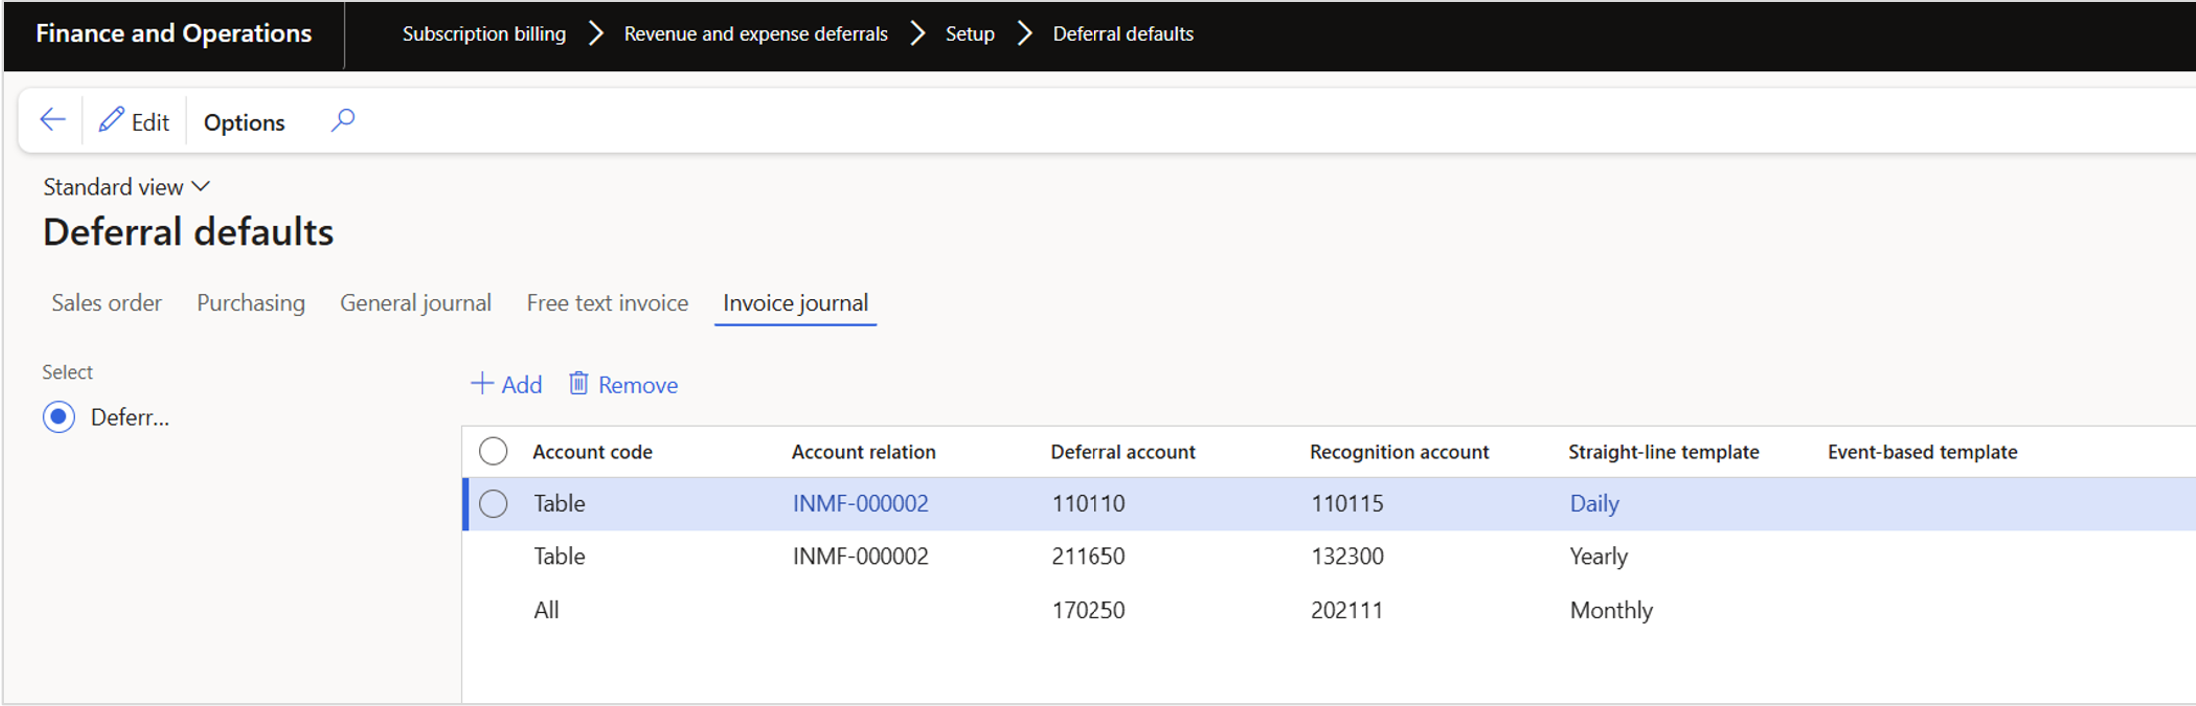 Finance and Operations Subscription billing Revenue and expense deferrals Setup Deferral defaults
Edit Options
Standard view
Deferral defaults
Sales order Purchasing General journal Free text invoice Invoice journal
Select
Deferr...
Add Remove
Account code Account relation Deferral account Recognition account Straight-line template Event-based template
Table INMF-000002 110110 110115 Daily
Table INMF-000002 211650 132300 Yearly
All 170250 202111 Monthly